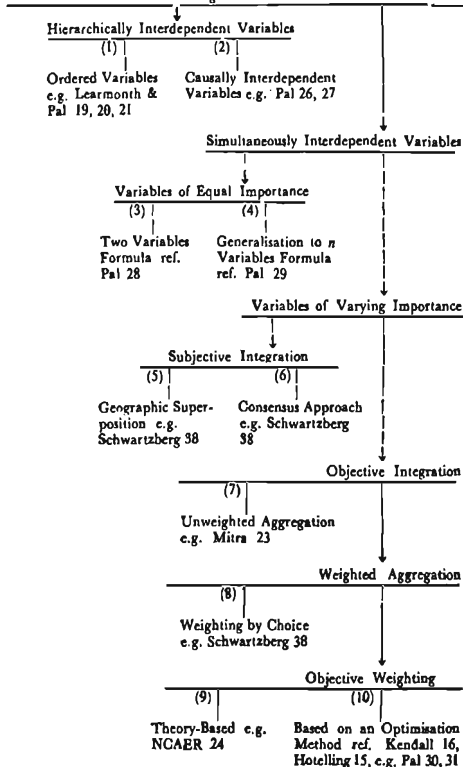 Hierarchically Interdependent Variables
(1) (2)
Ordered Variables
e.g. Learmonth &
Pal 19, 20, 21
Causally Interdependent
Variables e.g. Pal 26, 27
Simultaneously Interdependent Variables
Variables of Equal Importance
(3) (4)
Two Variables
Formula ref.
Pal 28
Generalisation to n
Variables Formula
ref. Pal 29
Variables of Varying Importance
Subjective Integration
(5) (6)
Geographic Super-
position e.g.
Schwartzberg 38
Consensus Approach
e.g. Schwartzberg
38
Objective Integration
(7)
Unweighted Aggregation
e.g. Mitra 23
Weighted Aggregation
(8)
Weighting by Choice
e.g. Schwartzberg 38
Objective Weighting
(9) (10)
Theory-Based e.g.
NCAER 24
Based on an Optimisation
Method ref. Kendall 16,
Hotelling 15, e.g. Pal 30, 31